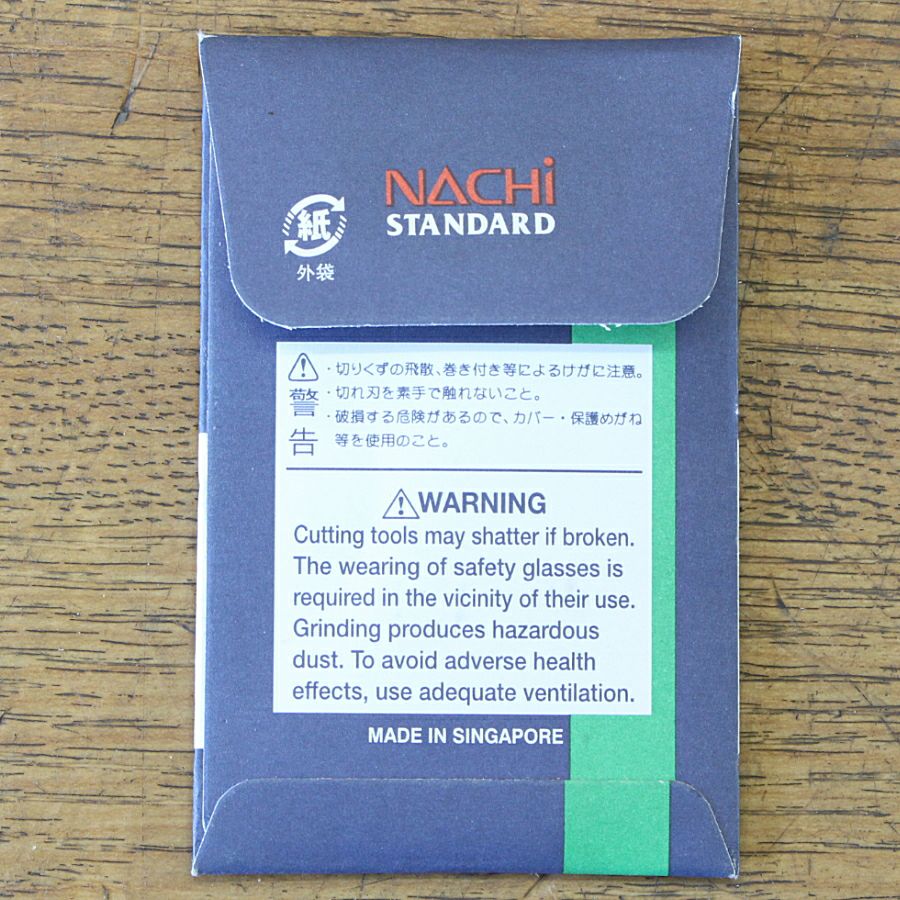 NACHi
STANDARD
紙
外袋
・切りくずの飛散、巻き付き等によるけがに注意。
警告
・切れ刃を素手で触れないこと。
・破損する危険があるので、カバー・保護めがね
等を使用のこと。
WARNING
Cutting tools may shatter if broken.
The wearing of safety glasses is
required in the vicinity of their use.
Grinding produces hazardous
dust. To avoid adverse health
effects, use adequate ventilation.
MADE IN SINGAPORE